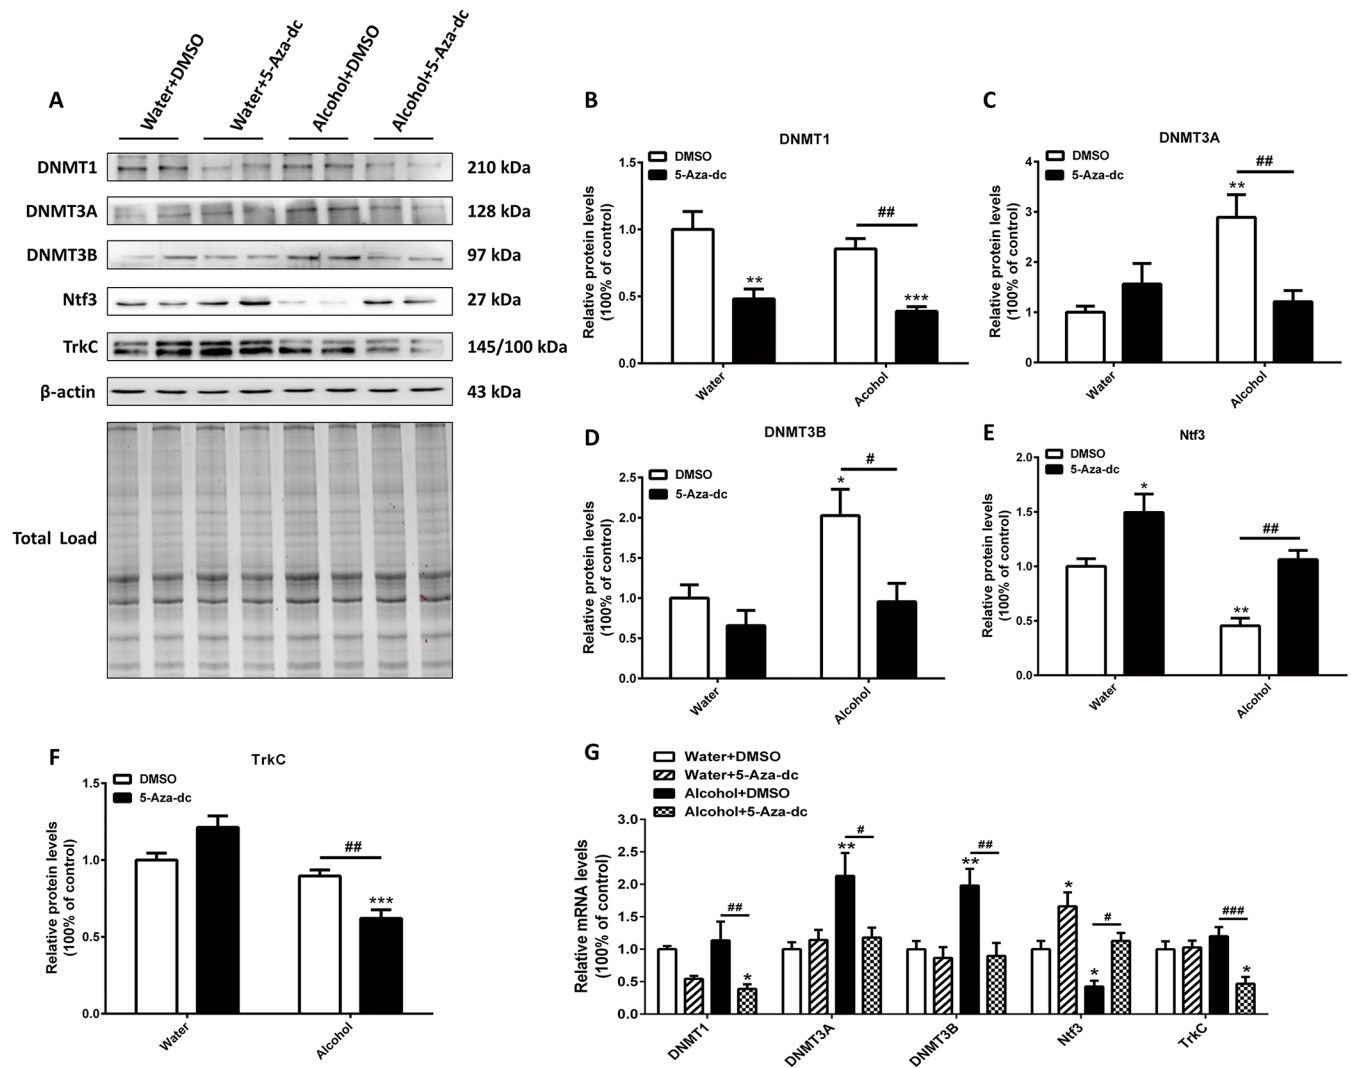 A
Water+DMSO
Water+5-Aza-dc
Alcohol+DMSO
Alcohol+5-Aza-dc
DNMT1
210 kDa
DNMT3A
128 kDa
DNMT3B
97 kDa
Ntf3
27 kDa
TrkC
145/100 kDa
β-actin
43 kDa
Total Load
B
DNMT1
DMSO
5-Aza-dc
Relative protein levels
(100% of control)
1.5
1.0
0.5
0.0
**
##
***
Water
Acohol
C
DNMT3A
DMSO
5-Aza-dc
Relative protein levels
(100% of control)
4
3
2
1
0
**
##
Water
Alcohol
D
DNMT3B
DMSO
5-Aza-dc
Relative protein levels
(100% of control)
2.5
2.0
1.5
1.0
0.5
0.0
*
#
Water
Alcohol
E
Ntf3
DMSO
5-Aza-dc
Relative protein levels
(100% of control)
2.0
1.5
1.0
0.5
0.0
*
**
##
Water
Alcohol
F
TrkC
DMSO
5-Aza-dc
Relative protein levels
(100% of control)
1.5
1.0
0.5
0.0
##
***
Water
Alcohol
G
Water+DMSO
Water+5-Aza-dc
Alcohol+DMSO
Alcohol+5-Aza-dc
Relative mRNA levels
(100% of control)
3.0
2.5
2.0
1.5
1.0
0.5
0.0
##
*
**
#
**
##
*
*
#
###
*
DNMT1
DNMT3A
DNMT3B
Ntf3
TrkC